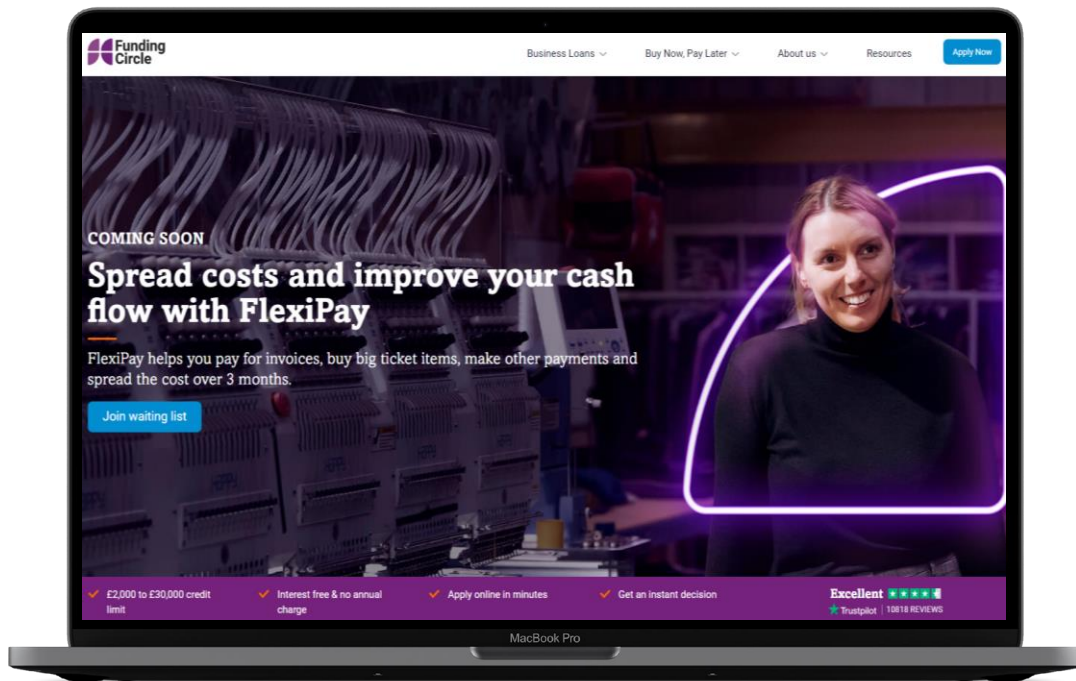 Funding
Circle
Business Loans
Buy Now, Pay Later
About us
Resources
Apply Now
COMING SOON
Spread costs and improve your cash
flow with FlexiPay
FlexiPay helps you pay for invoices, buy big ticket items, make other payments and
spread the cost over 3 months.
Join waiting list
£2,000 to £30,000 credit
limit
Interest free & no annual
charge
Apply online in minutes
Get an instant decision
Excellent
Trustpilot | 10818 REVIEWS
MacBook Pro